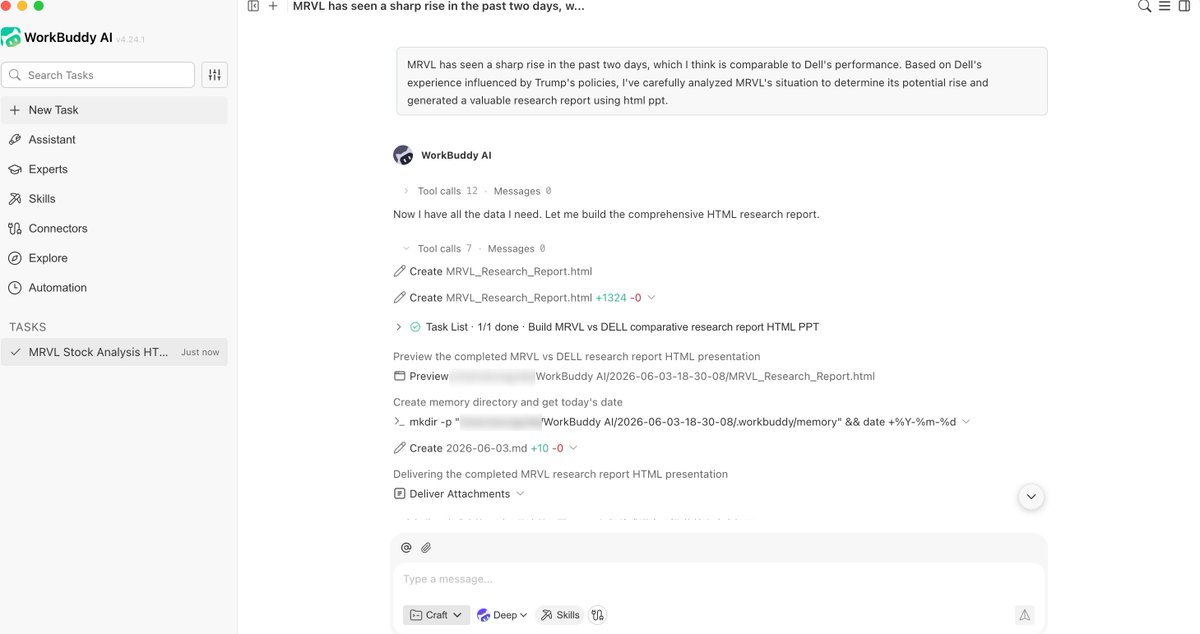 MRVL has seen a sharp rise in the past two days, w...
WorkBuddy AI v4.24.1
Search Tasks
New Task
Assistant
Experts
Skills
Connectors
Explore
Automation
TASKS
MRVL Stock Analysis HT... Just now
MRVL has seen a sharp rise in the past two days, which I think is comparable to Dell's performance. Based on Dell's
experience influenced by Trump's policies, I've carefully analyzed MRVL's situation to determine its potential rise and
generated a valuable research report using html ppt.
WorkBuddy AI
Tool calls 12 · Messages 0
Now I have all the data I need. Let me build the comprehensive HTML research report.
Tool calls 7 · Messages 0
Create MRVL_Research_Report.html
Create MRVL_Research_Report.html +1324 -0
Task List · 1/1 done · Build MRVL vs DELL comparative research report HTML PPT
Preview the completed MRVL vs DELL research report HTML presentation
Preview WorkBuddy AI/2026-06-03-18-30-08/MRVL_Research_Report.html
Create memory directory and get today's date
mkdir -p "/WorkBuddy AI/2026-06-03-18-30-08/.workbuddy/memory" && date +%Y-%m-%d
Create 2026-06-03.md +10 -0
Delivering the completed MRVL research report HTML presentation
Deliver Attachments
Type a message...
Craft Deep Skills